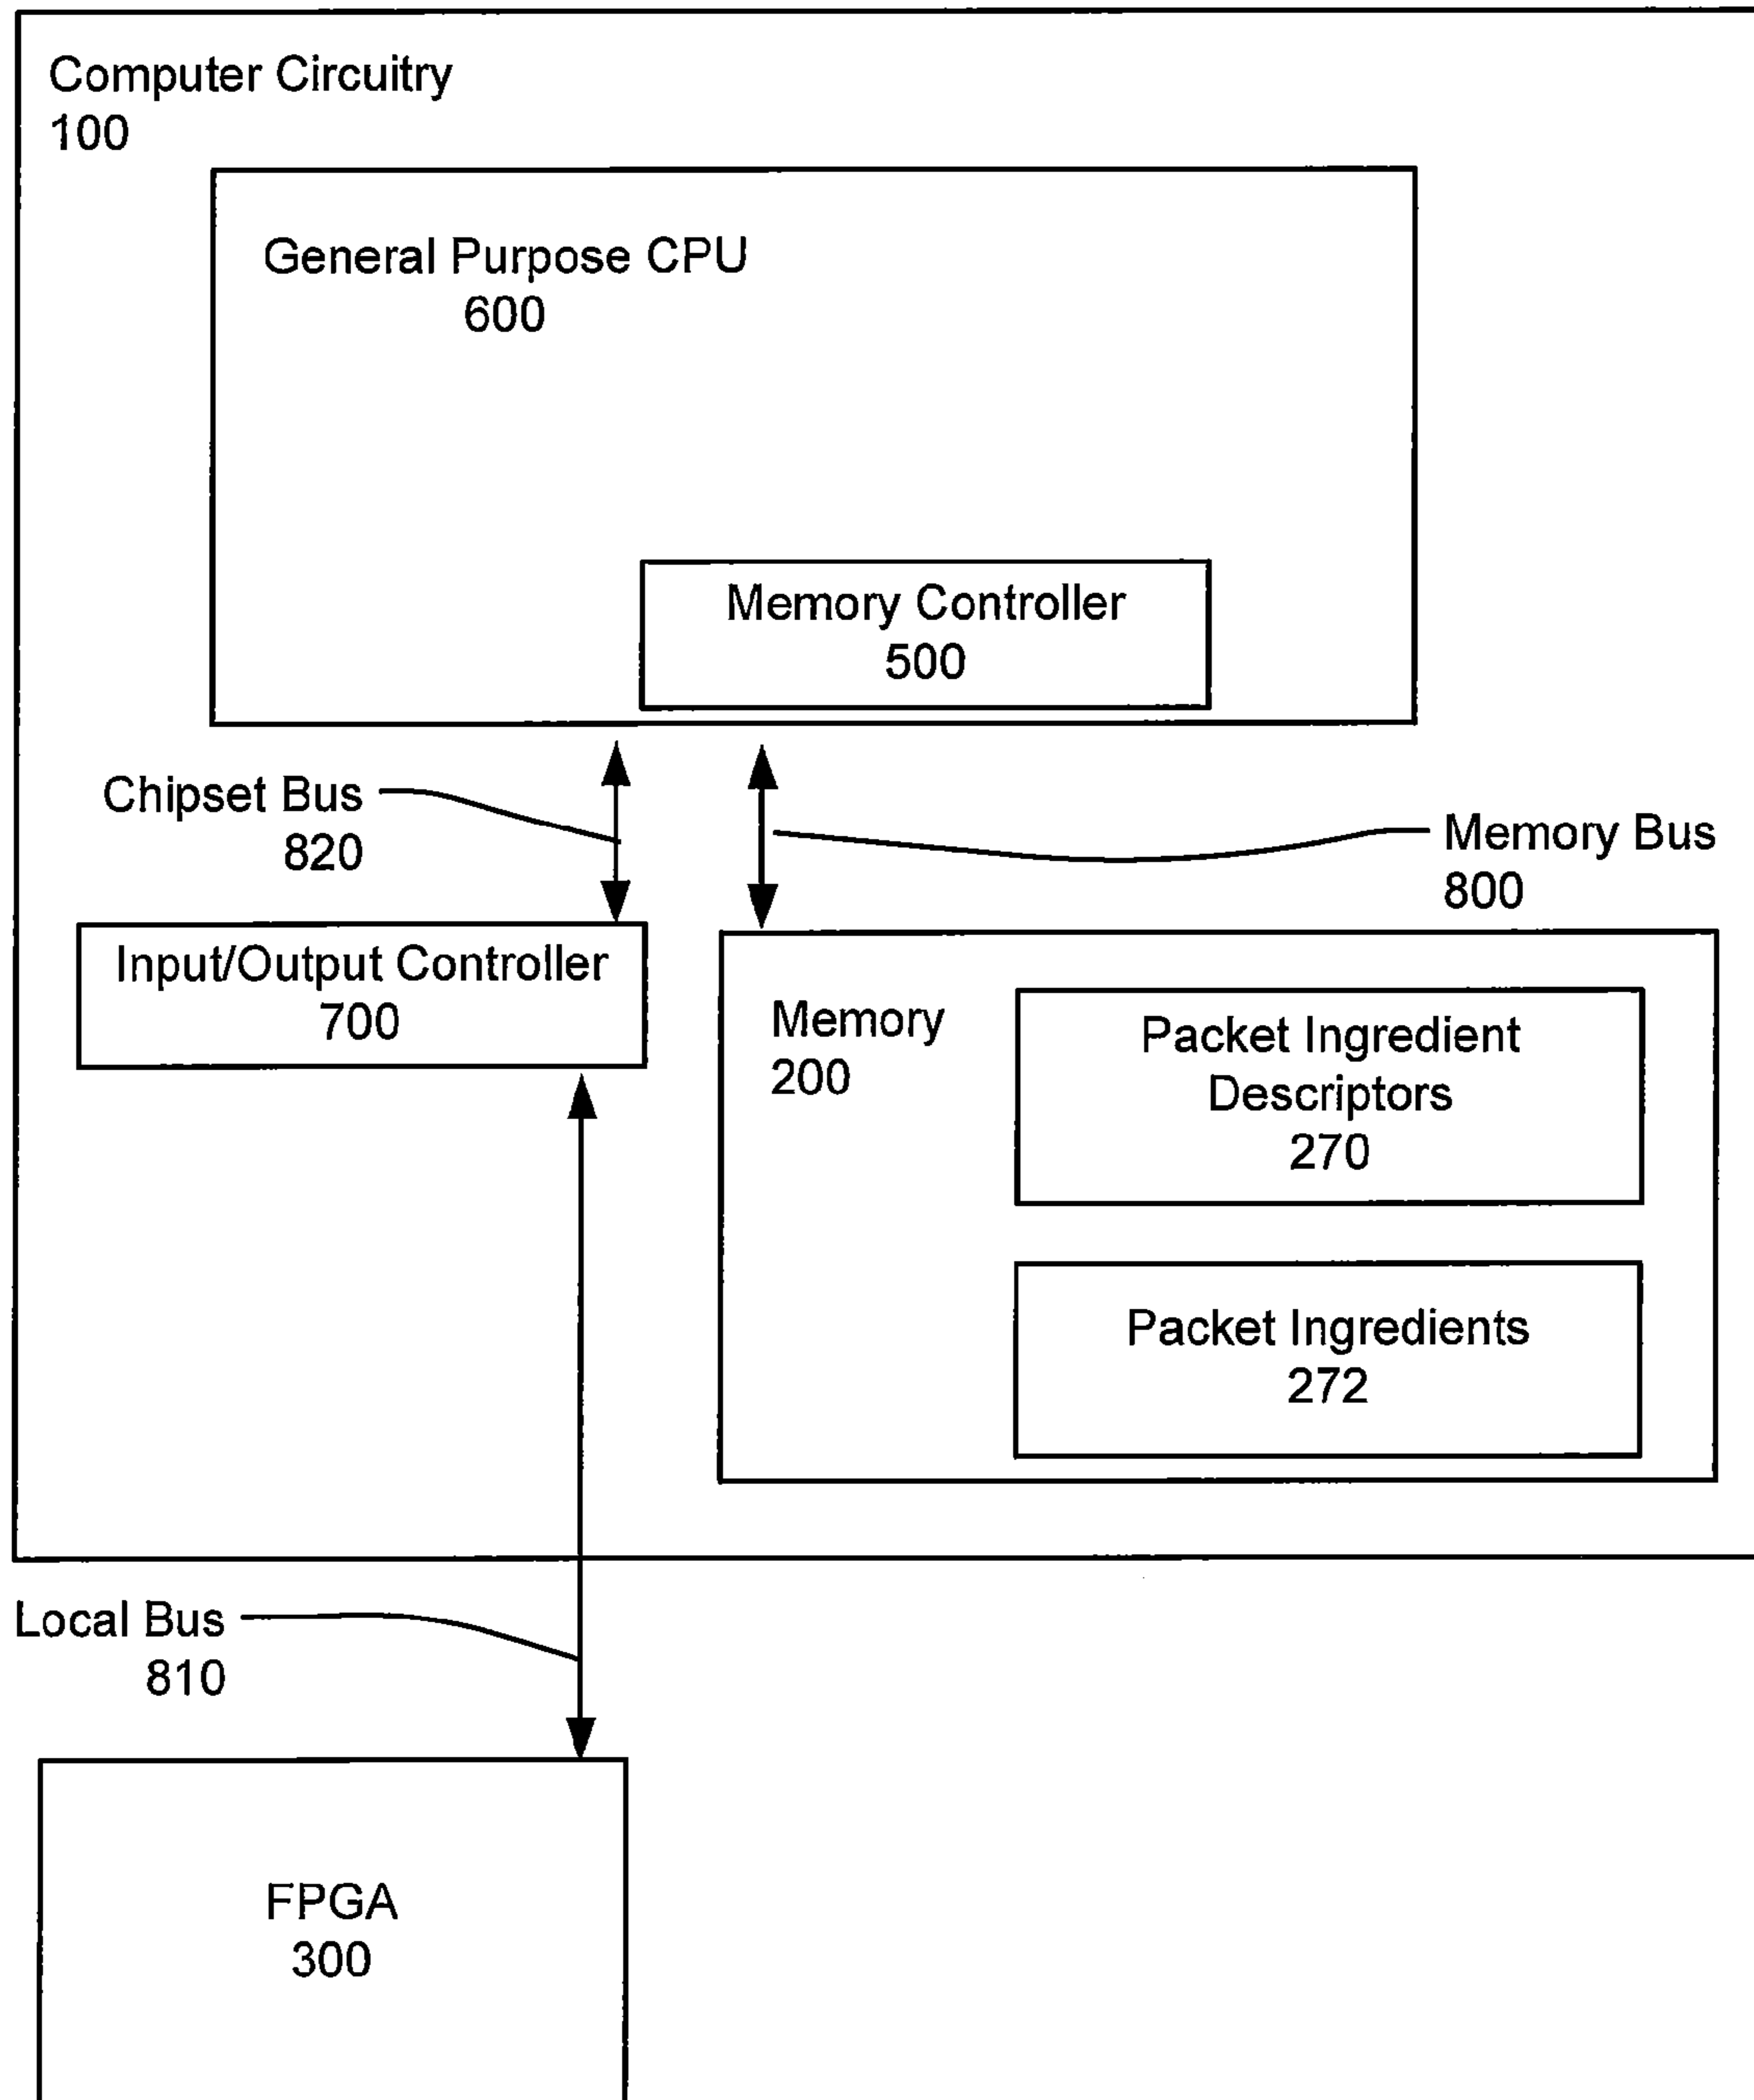 Computer Circuitry
100
General Purpose CPU
600
Memory Controller
500
Chipset Bus
820
Memory Bus
800
Input/Output Controller
700
Memory
200
Packet Ingredient
Descriptors
270
Packet Ingredients
272
Local Bus
810
FPGA
300